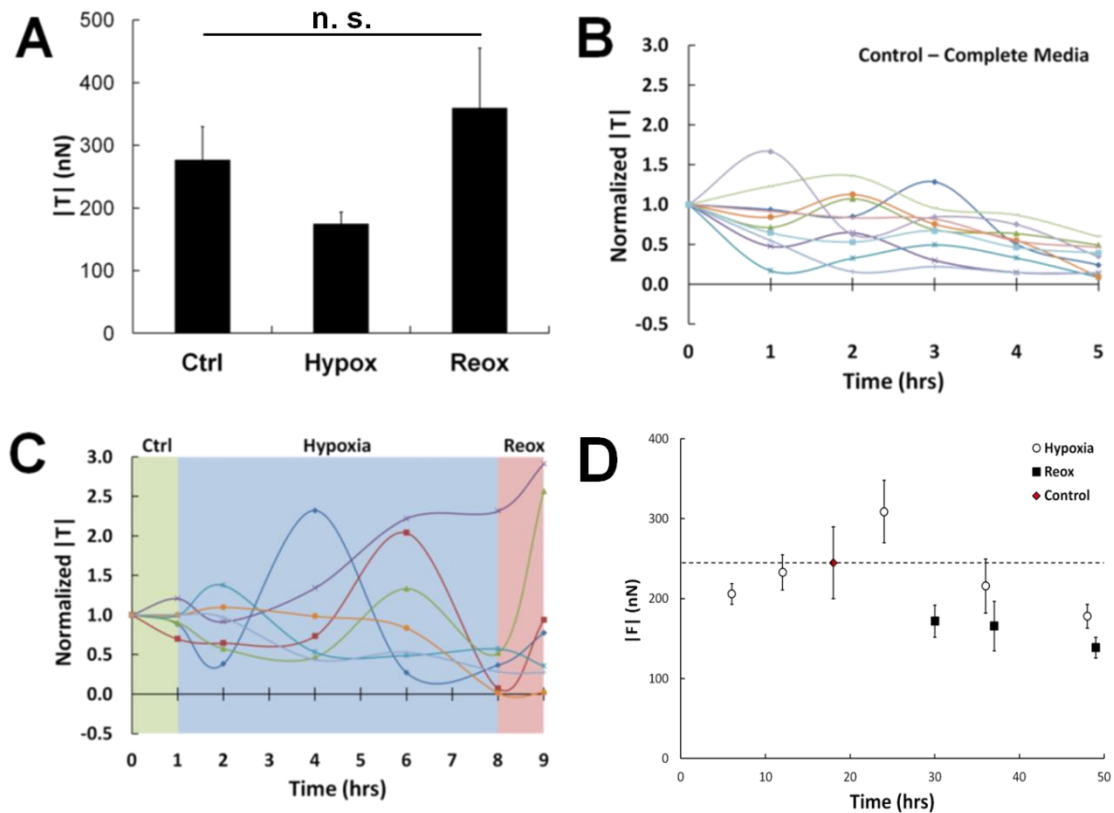 A
n. s.
500
400
300
200
100
0
|T| (nN)
Ctrl Hypox Reox
B
Control – Complete Media
3.0
2.5
2.0
1.5
1.0
0.5
0.0
-0.5
Normalized |T|
0 1 2 3 4 5
Time (hrs)
C
Ctrl Hypoxia Reox
3.0
2.5
2.0
1.5
1.0
0.5
0.0
-0.5
Normalized |T|
0 1 2 3 4 5 6 7 8 9
Time (hrs)
D
Hypoxia
Reox
Control
400
300
200
100
0
|F| (nN)
0 10 20 30 40 50
Time (hrs)